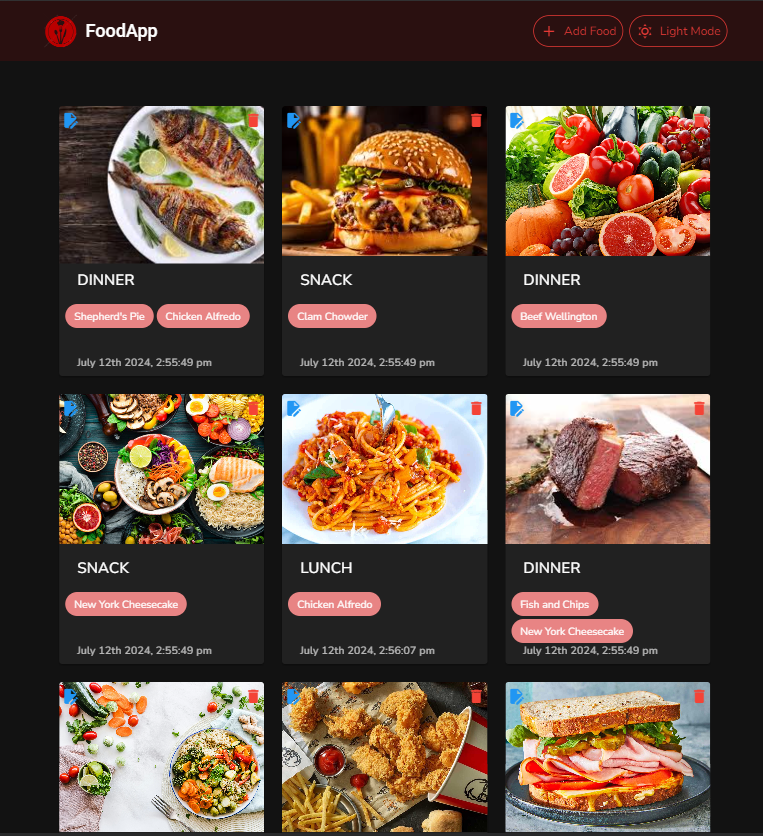 FoodApp
Add Food
Light Mode
DINNER
Shepherd's Pie
Chicken Alfredo
July 12th 2024, 2:55:49 pm
SNACK
Clam Chowder
July 12th 2024, 2:55:49 pm
DINNER
Beef Wellington
July 12th 2024, 2:55:49 pm
SNACK
New York Cheesecake
July 12th 2024, 2:55:49 pm
LUNCH
Chicken Alfredo
July 12th 2024, 2:56:07 pm
DINNER
Fish and Chips
New York Cheesecake
July 12th 2024, 2:55:49 pm